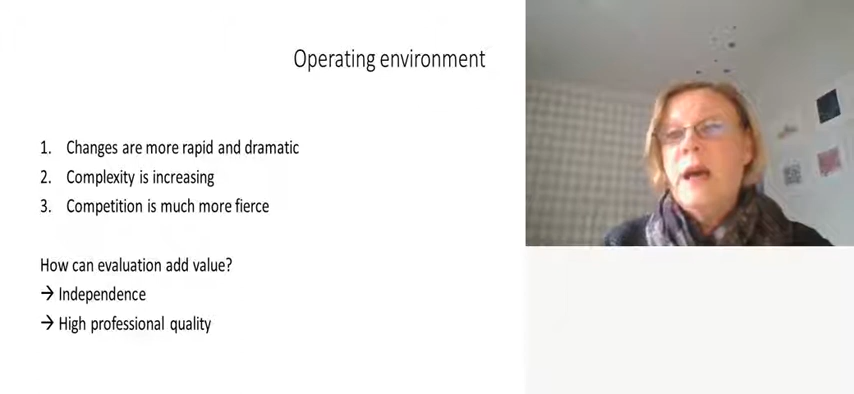 Operating environment
1. Changes are more rapid and dramatic
2. Complexity is increasing
3. Competition is much more fierce
How can evaluation add value?
→ Independence
→ High professional quality